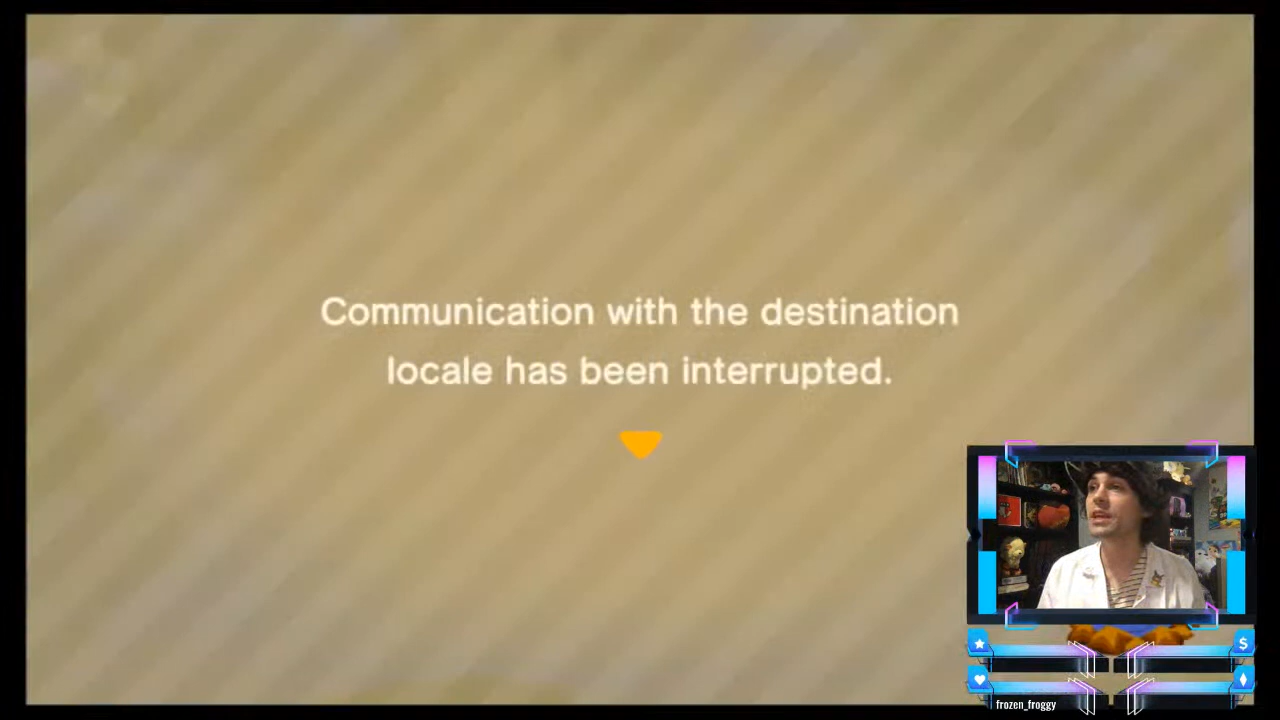 Communication with the destination
locale has been interrupted.
$
frozen_froggy